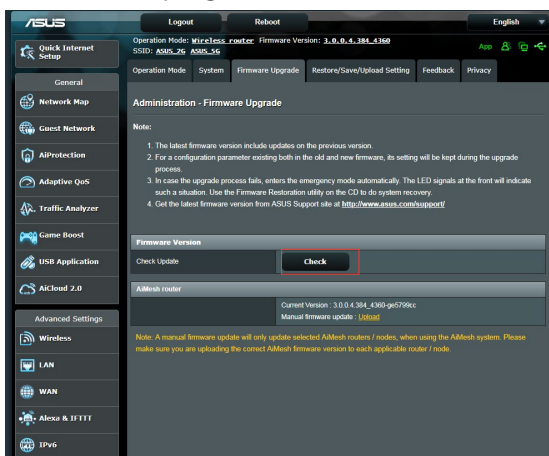 ASUS
Logout
Reboot
English
Quick Internet
Setup
Operation Mode: Wireless router Firmware Version: 3.0.0.4.384_4360
SSID: ASUS_2G ASUS_5G
App
Operation Mode
System
Firmware Upgrade
Restore/Save/Upload Setting
Feedback
Privacy
General
Network Map
Guest Network
AiProtection
Adaptive QoS
Traffic Analyzer
Game Boost
USB Application
AiCloud 2.0
Advanced Settings
Wireless
LAN
WAN
Alexa & IFTTT
IPv6
Administration - Firmware Upgrade
Note:
1. The latest firmware version include updates on the previous version.
2. For a configuration parameter existing both in the old and new firmware, its setting will be kept during the upgrade
process.
3. In case the upgrade process fails, enters the emergency mode automatically. The LED signals at the front will indicate
such a situation. Use the Firmware Restoration utility on the CD to do system recovery.
4. Get the latest firmware version from ASUS Support site at http://www.asus.com/support/
Firmware Version
Check Update
Check
AiMesh router
Current Version : 3.0.0.4.384_4360-ge5799cc
Manual firmware update : Upload
Note: A manual firmware update will only update selected AiMesh routers / nodes, when using the AiMesh system. Please
make sure you are uploading the correct AiMesh firmware version to each applicable router / node.